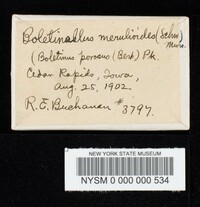 Boletinellus merulioides (Schw)
Murr.
(Boletinus porosus (Berk) Pk.
Cedar Rapids, Iowa,
Aug. 25, 1902.
R. E. Buchanan # 3797.
NEW YORK STATE MUSEUM
NYSM 0 000 000 534